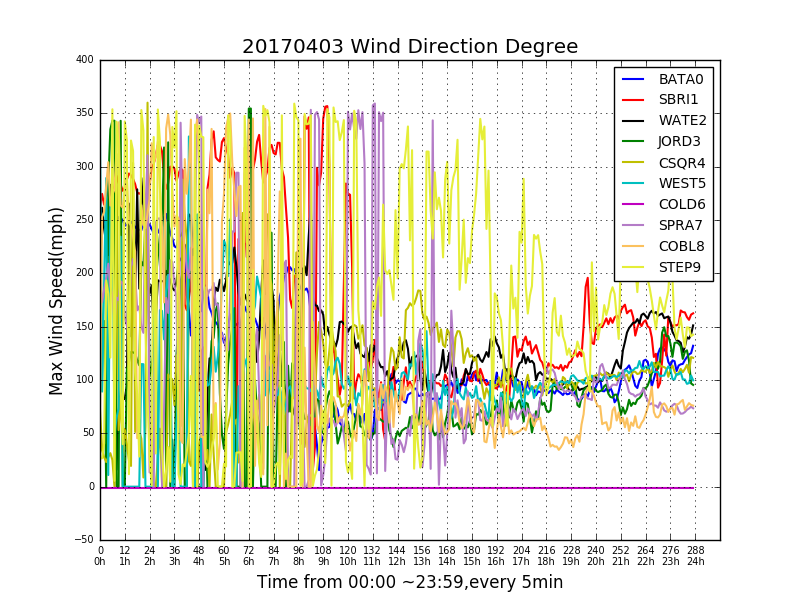 20170403 Wind Direction Degree
Max Wind Speed(mph)
400
350
300
250
200
150
100
50
0
−50
BATA0
SBRI1
WATE2
JORD3
CSQR4
WEST5
COLD6
SPRA7
COBL8
STEP9
0 12 24 36 48 60 72 84 96 108 120 132 144 156 168 180 192 204 216 228 240 252 264 276 288
0h 1h 2h 3h 4h 5h 6h 7h 8h 9h 10h 11h 12h 13h 14h 15h 16h 17h 18h 19h 20h 21h 22h 23h 24h
Time from 00:00 ~23:59,every 5min